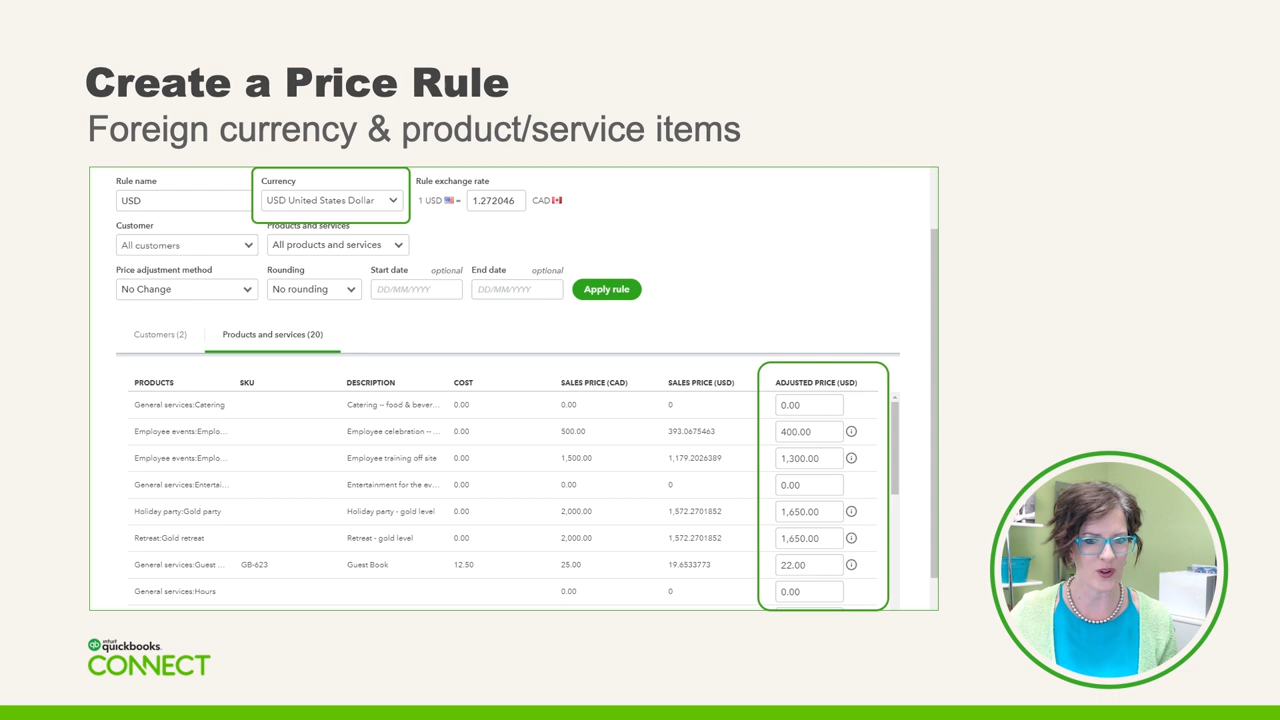 Create a Price Rule
Foreign currency & product/service items
Rule name Currency Rule exchange rate
USD USD United States Dollar 1 USD = 1.272046 CAD
Customer Products and services
All customers All products and services
Price adjustment method Rounding Start date optional End date optional
No Change No rounding DD/MM/YYYY DD/MM/YYYY Apply rule
Customers (2) Products and services (20)
PRODUCTS SKU DESCRIPTION COST SALES PRICE (CAD) SALES PRICE (USD) ADJUSTED PRICE (USD)
General services:Catering Catering -- food & bever... 0.00 0.00 0 0.00
Employee events:Emplo... Employee celebration -- ... 0.00 500.00 393.0675463 400.00
Employee events:Emplo... Employee training off site 0.00 1,500.00 1,179.2026389 1,300.00
General services:Entertai... Entertainment for the ev... 0.00 0.00 0 0.00
Holiday party:Gold party Holiday party - gold level 0.00 2,000.00 1,572.2701852 1,650.00
Retreat:Gold retreat Retreat - gold level 0.00 2,000.00 1,572.2701852 1,650.00
General services:Guest ... GB-623 Guest Book 12.50 25.00 19.6533773 22.00
General services:Hours 0.00 0 0.00
intuit
quickbooks.
CONNECT